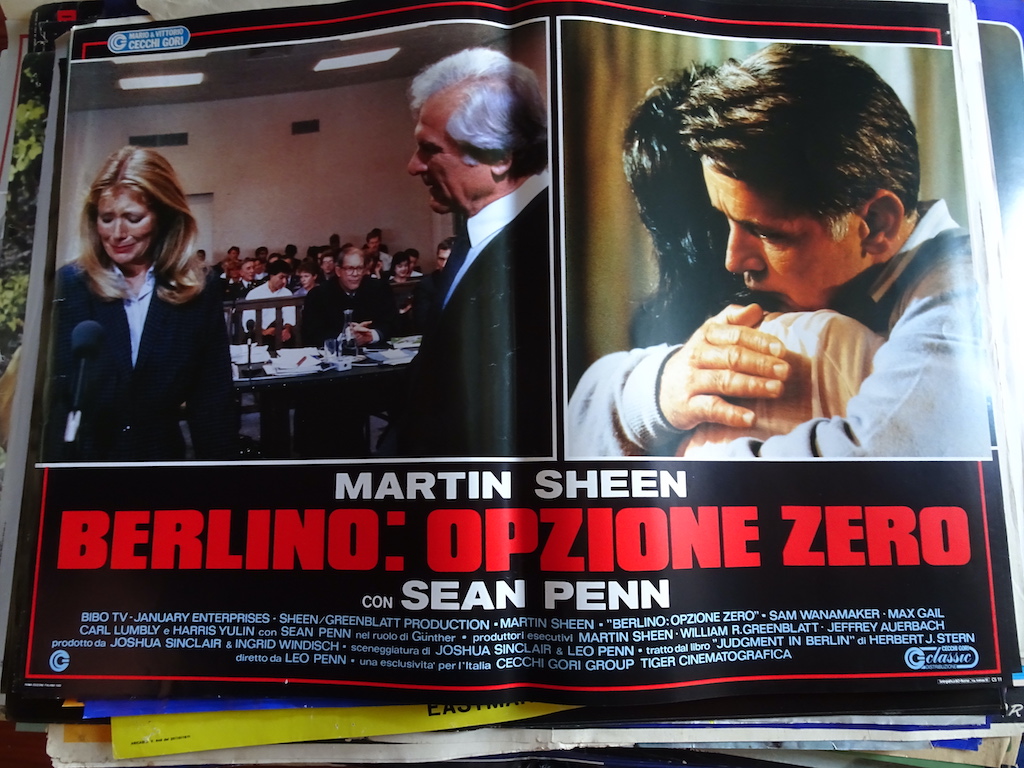 MARIO & VITTORIO
CECCHI GORI
MARTIN SHEEN
BERLINO: OPZIONE ZERO
CON SEAN PENN
BIBO TV · JANUARY ENTERPRISES · SHEEN/GREENBLATT PRODUCTION · MARTIN SHEEN · "BERLINO: OPZIONE ZERO" · SAM WANAMAKER · MAX GAIL
CARL LUMBLY e HARRIS YULIN con SEAN PENN nel ruolo di Günther · produttori esecutivi MARTIN SHEEN · WILLIAM R. GREENBLATT · JEFFREY AUERBACH
prodotto da JOSHUA SINCLAIR & INGRID WINDISCH · sceneggiatura di JOSHUA SINCLAIR & LEO PENN · tratto dal libro "JUDGMENT IN BERLIN" di HERBERT J. STERN
diretto da LEO PENN · una esclusivita' per l'Italia CECCHI GORI GROUP TIGER CINEMATOGRAFICA
CECCHI GORI
classic
DISTRIBUZIONE